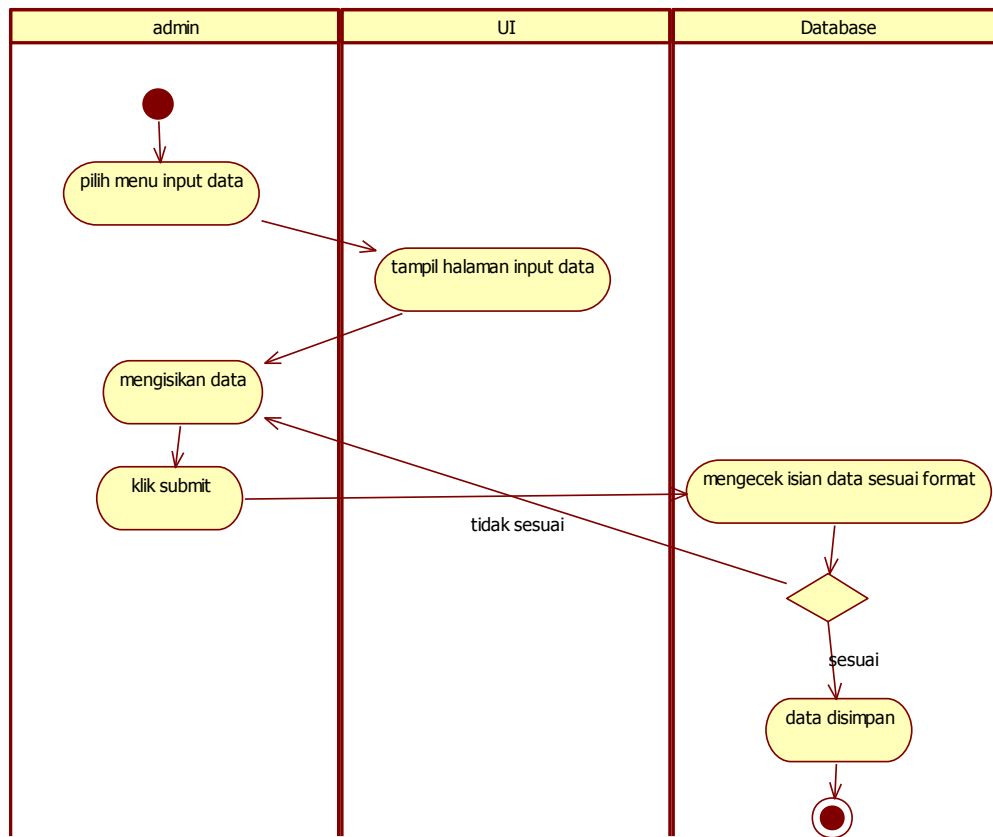 admin
UI
Database
pilih menu input data
tampil halaman input data
mengisikan data
klik submit
mengecek isian data sesuai format
tidak sesuai
sesuai
data disimpan